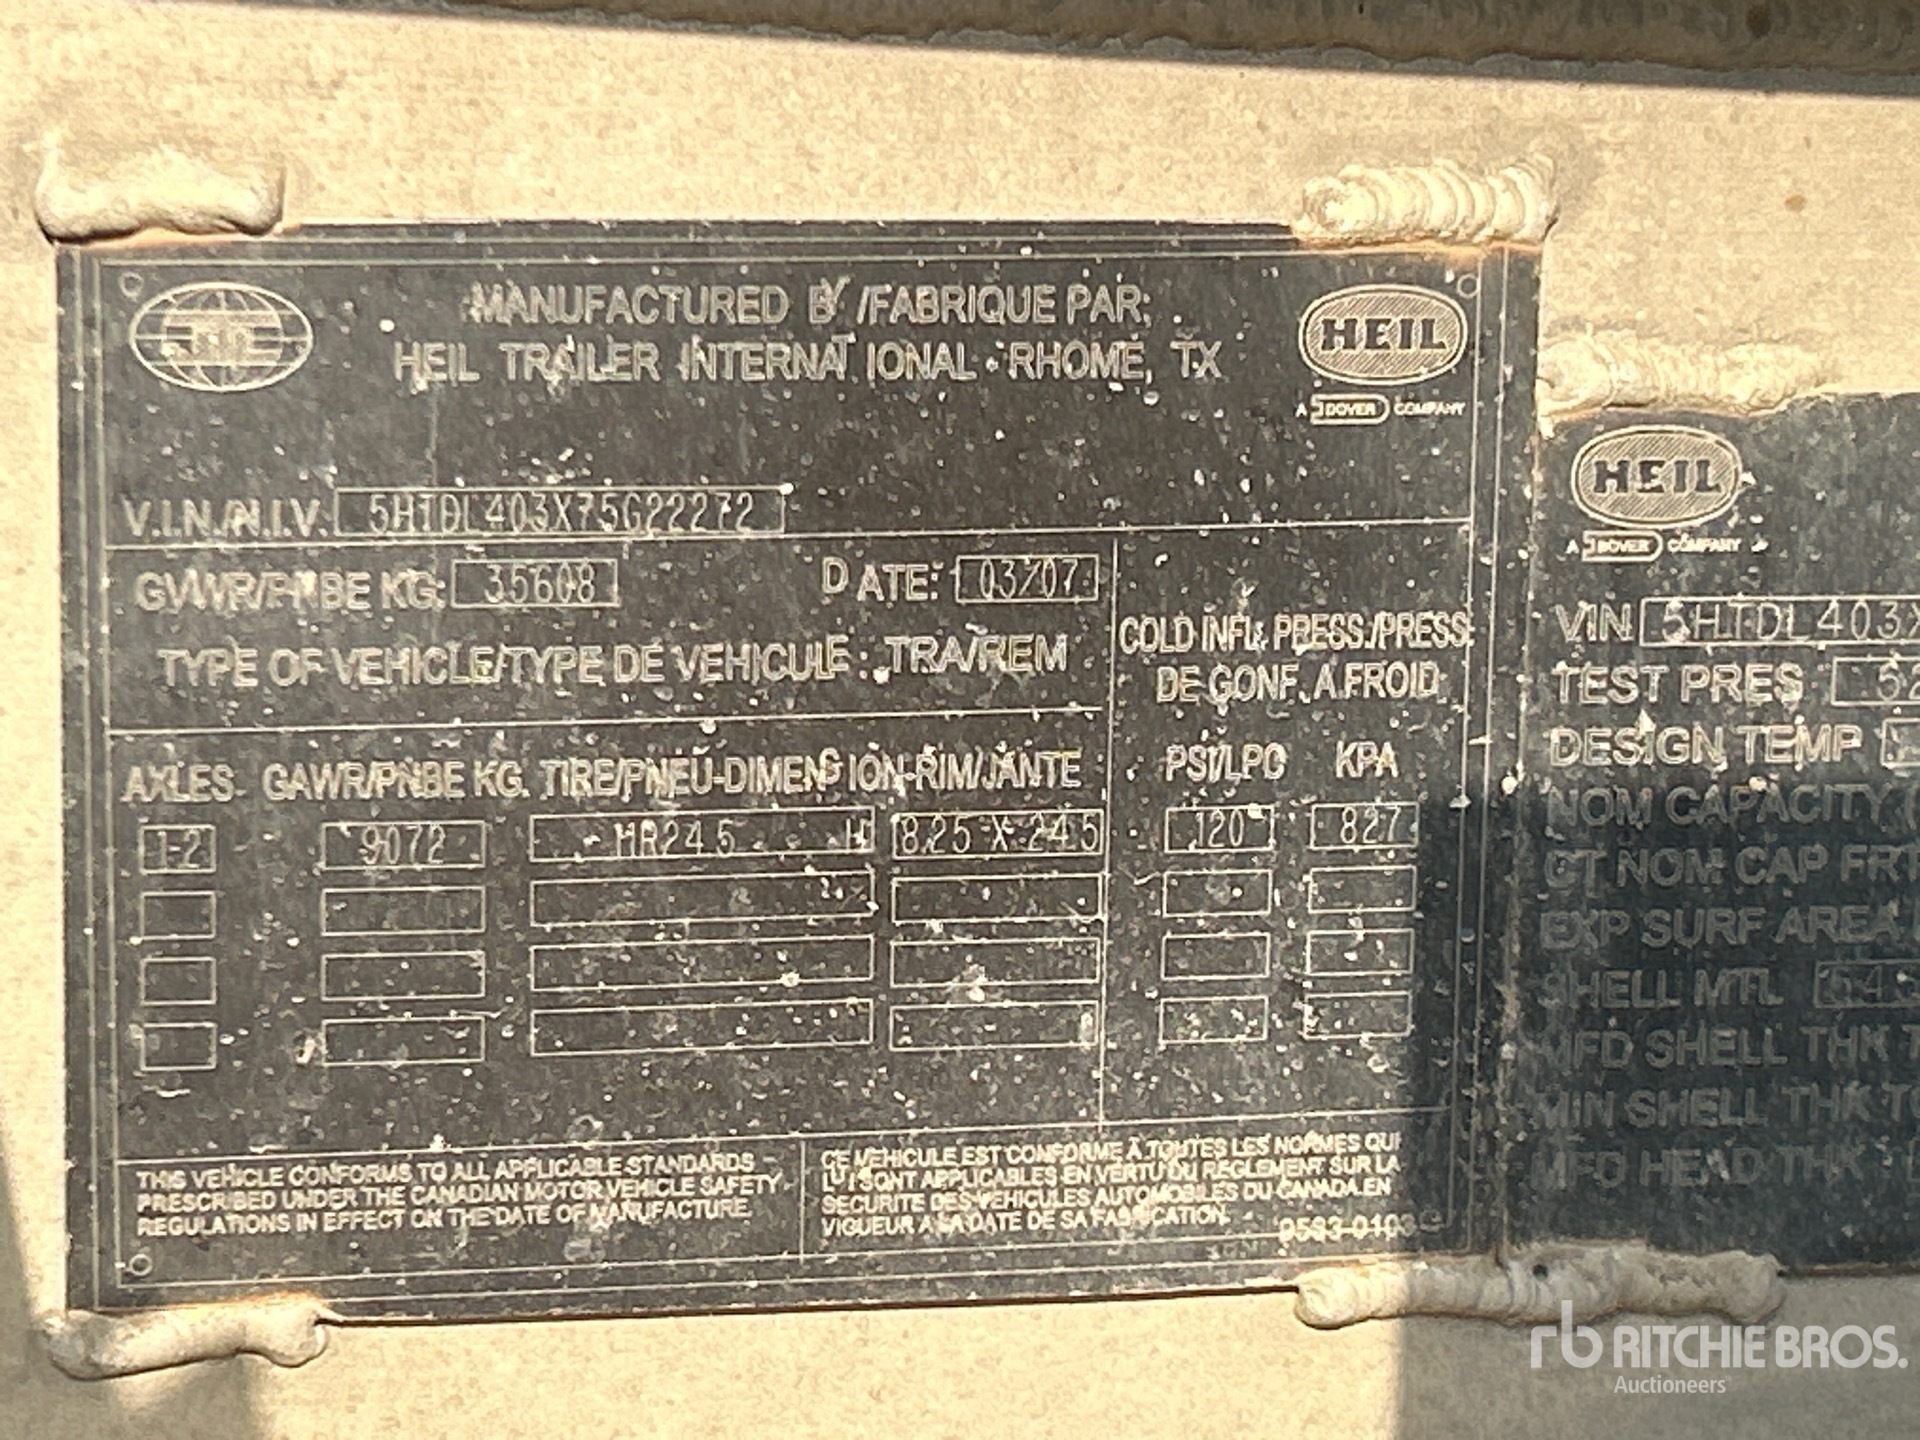 MANUFACTURED BY/FABRIQUE PAR:
HEIL TRAILER INTERNATIONAL • RHOME, TX
HEIL
A DOVER COMPANY
V.I.N./N.I.V. 5HTDL403X75G22272
GVWR/PNBE KG: 35608 DATE: 03/07
TYPE OF VEHICLE/TYPE DE VEHICULE: TRA/REM
COLD INFL. PRESS./PRESS.
DE GONF. A FROID
AXLES GAWR/PNBE KG. TIRE/PNEU-DIMENSION-RIM/JANTE PSI/LPC KPA
1-2 9072 HR24.5 H 8.25 X 24.5 120 827
THIS VEHICLE CONFORMS TO ALL APPLICABLE STANDARDS
PRESCRIBED UNDER THE CANADIAN MOTOR VEHICLE SAFETY
REGULATIONS IN EFFECT ON THE DATE OF MANUFACTURE.
CE VEHICULE EST CONFORME À TOUTES LES NORMES QUI
LUI SONT APPLICABLES EN VERTU DU REGLEMENT SUR LA
SECURITE DES VEHICULES AUTOMOBILES DU CANADA EN
VIGUEUR A LA DATE DE SA FABRICATION.
HEIL
A DOVER COMPANY
VIN 5HTDL403X
TEST PRES
DESIGN TEMP
NOM CAPACITY
CT NOM CAP FRT
EXP SURF AREA
SHELL MTL
MFD SHELL THK
MIN SHELL THK
MFD HEAD THK
rb RITCHIE BROS.
Auctioneers